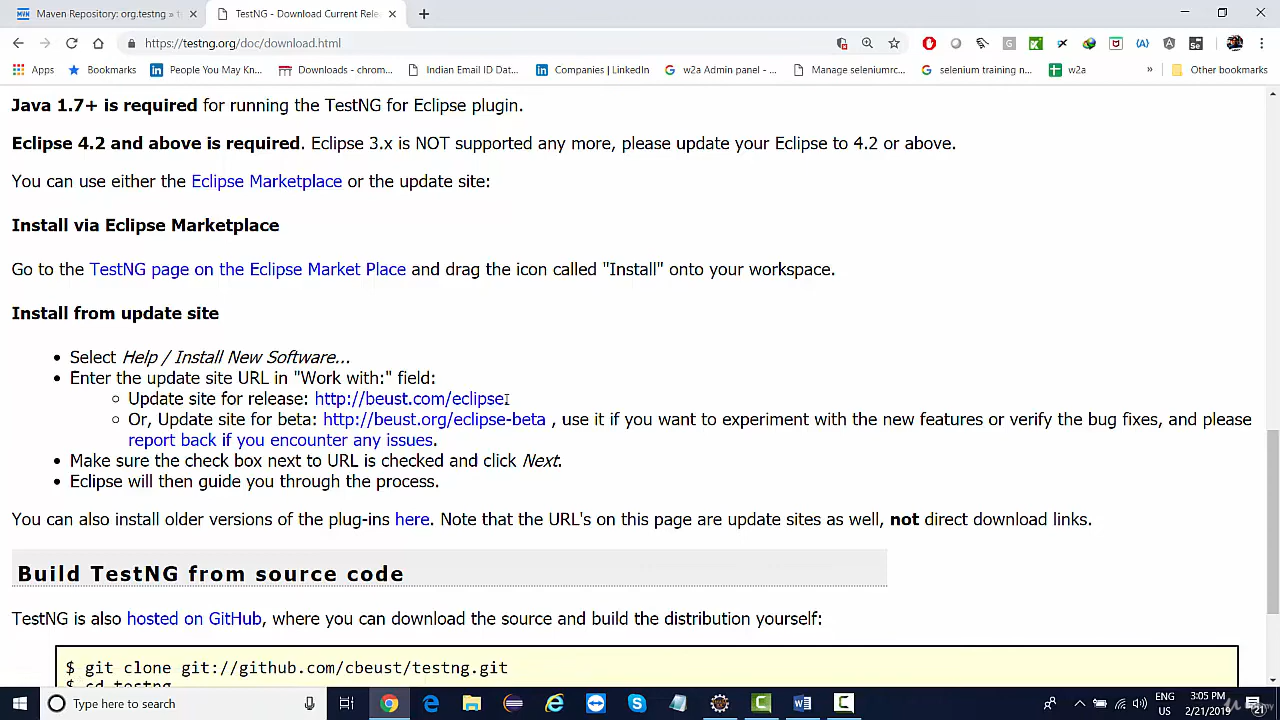 Maven Repository: org.testng » t
TestNG - Download Current Rele
https://testng.org/doc/download.html
Apps
Bookmarks
People You May Know...
Downloads - chrom...
Indian Email ID Dat...
Companies | LinkedIn
w2a Admin panel - ...
Manage seleniumrc...
selenium training n...
w2a
»
Other bookmarks
Java 1.7+ is required for running the TestNG for Eclipse plugin.
Eclipse 4.2 and above is required. Eclipse 3.x is NOT supported any more, please update your Eclipse to 4.2 or above.
You can use either the Eclipse Marketplace or the update site:
Install via Eclipse Marketplace
Go to the TestNG page on the Eclipse Market Place and drag the icon called "Install" onto your workspace.
Install from update site
• Select Help / Install New Software...
• Enter the update site URL in "Work with:" field:
○ Update site for release: http://beust.com/eclipse.
○ Or, Update site for beta: http://beust.org/eclipse-beta , use it if you want to experiment with the new features or verify the bug fixes, and please
report back if you encounter any issues.
• Make sure the check box next to URL is checked and click Next.
• Eclipse will then guide you through the process.
You can also install older versions of the plug-ins here. Note that the URL's on this page are update sites as well, not direct download links.
Build TestNG from source code
TestNG is also hosted on GitHub, where you can download the source and build the distribution yourself:
$ git clone git://github.com/cbeust/testng.git
$ cd testng
Type here to search
ENG
US
3:05 PM
2/21/2019